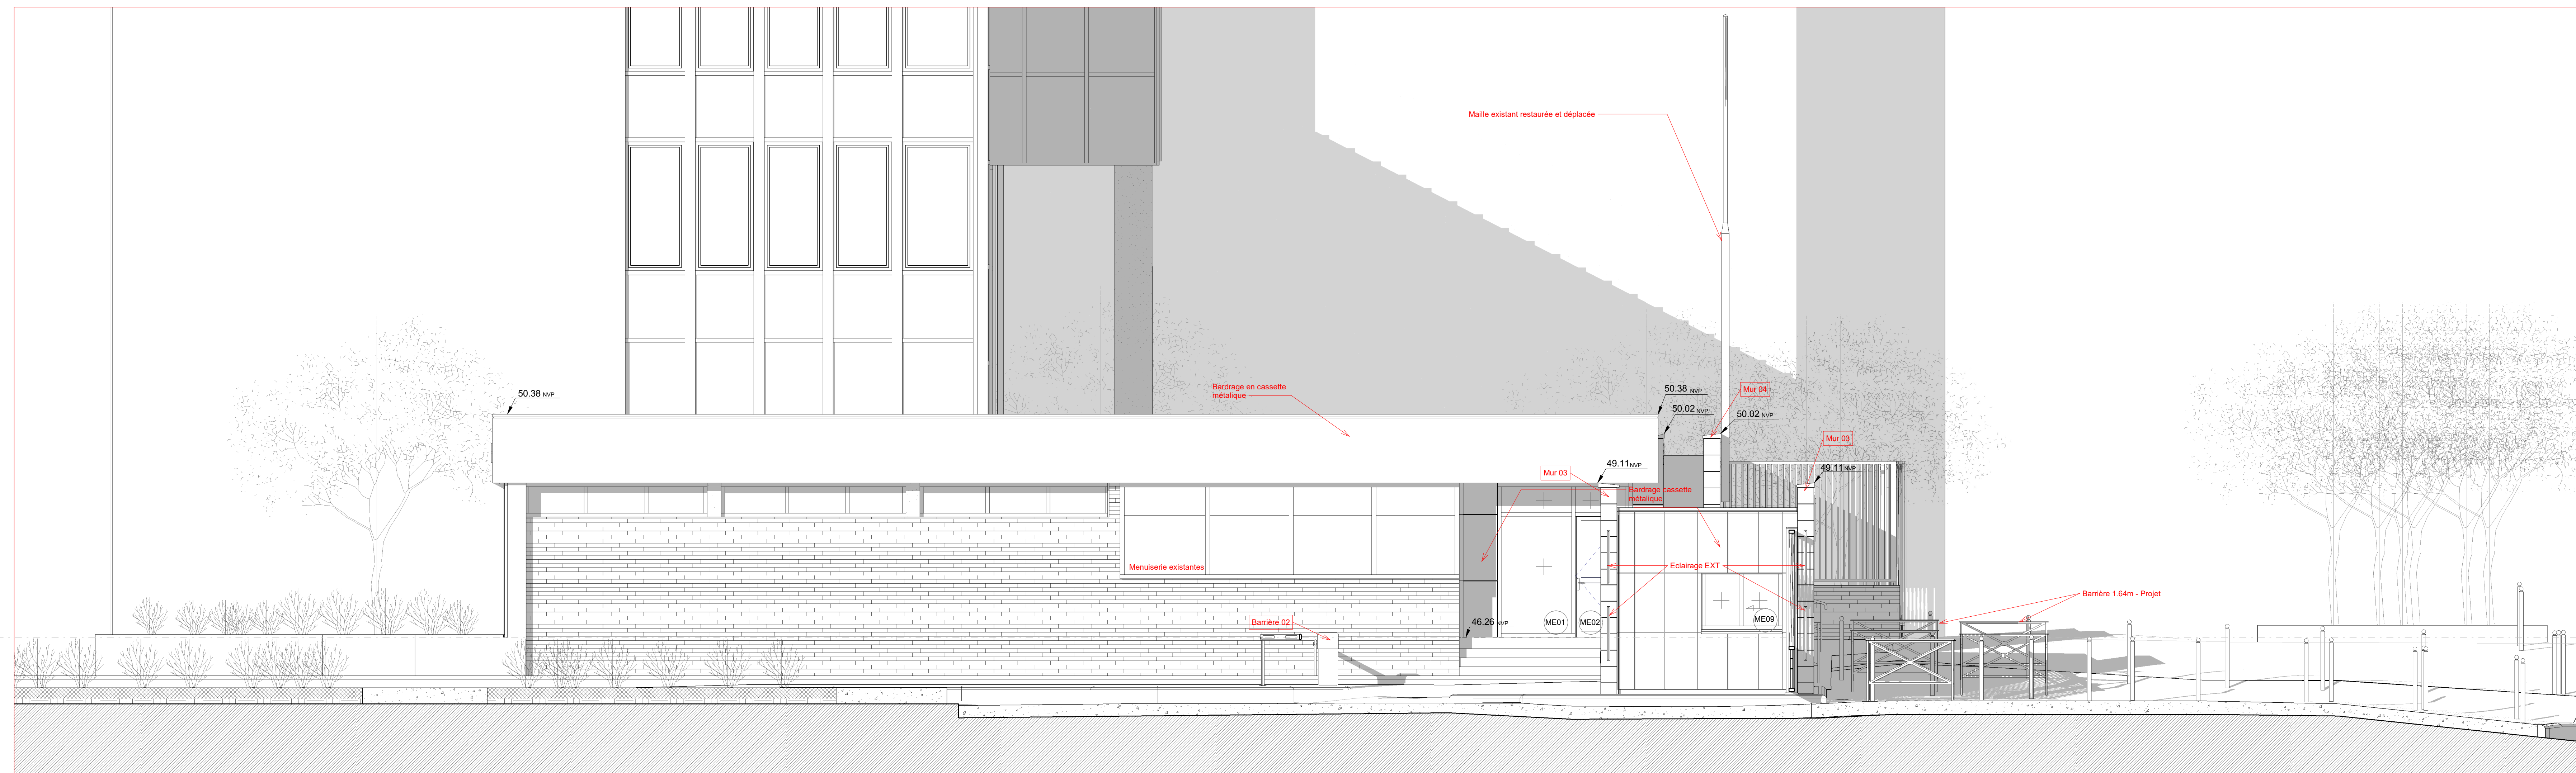 Maille existant restaurée et déplacée
Bardrage en cassette
métalique
50.38 NVP
50.38 NVP
Mur 04
50.02 NVP
50.02 NVP
Mur 03
Mur 03
49.11 NVP
49.11 NVP
Bardrage cassette
métalique
Menuiserie existantes
Eclairage EXT
Barrière 1.64m - Projet
Barrière 02
46.26 NVP
ME01
ME02
ME09